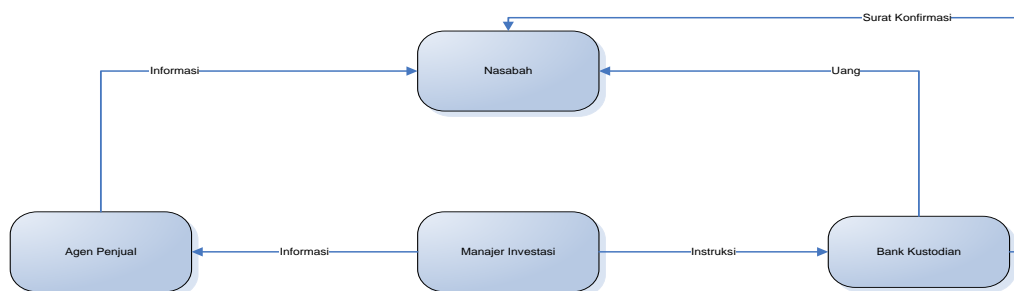 Surat Konfirmasi
Nasabah
Informasi
Uang
Agen Penjual
Informasi
Manajer Investasi
Instruksi
Bank Kustodian